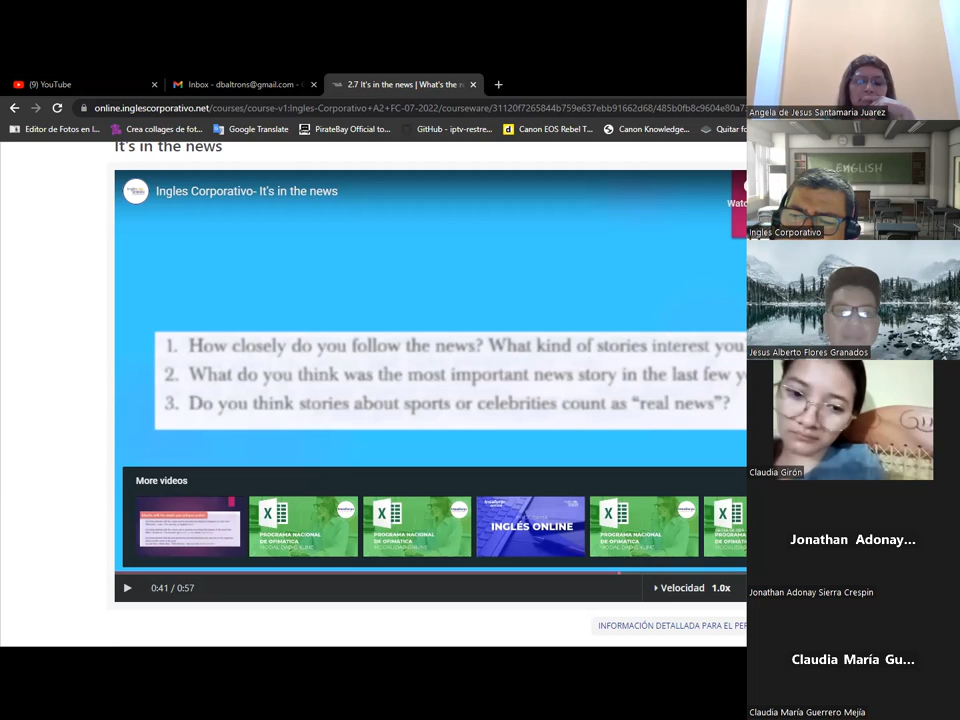 (9) YouTube
Inbox - dbaltrons@gmail.com -
2.7 It's in the news | What's the
online.inglescorporativo.net/courses/course-v1:Ingles-Corporativo+A2+FC-07-2022/courseware/31120f7265844b759e637ebb91662d68/485b0fb8c9604e80a7
Editor de Fotos en l...
Crea collages de fot...
Google Translate
PirateBay Official to...
GitHub - iptv-restre...
Canon EOS Rebel T...
Canon Knowledge...
Quitar fo
It's in the news
Ingles Corporativo- It's in the news
Watc
1. How closely do you follow the news? What kind of stories interest you
2. What do you think was the most important news story in the last few y
3. Do you think stories about sports or celebrities count as “real news”?
More videos
PROGRAMA NACIONAL
DE OFIMÁTICA
PROGRAMA NACIONAL
DE OFIMÁTICA
INGLÉS ONLINE
PROGRAMA NACIONAL
DE OFIMÁTICA
0:41 / 0:57
Velocidad 1.0x
INFORMACIÓN DETALLADA PARA EL PE
Angela de Jesus Santamaria Juarez
ENGLISH
Ingles Corporativo
Jesus Alberto Flores Granados
Claudia Girón
Jonathan Adonay...
Jonathan Adonay Sierra Crespin
Claudia María Gu...
Claudia María Guerrero Mejía